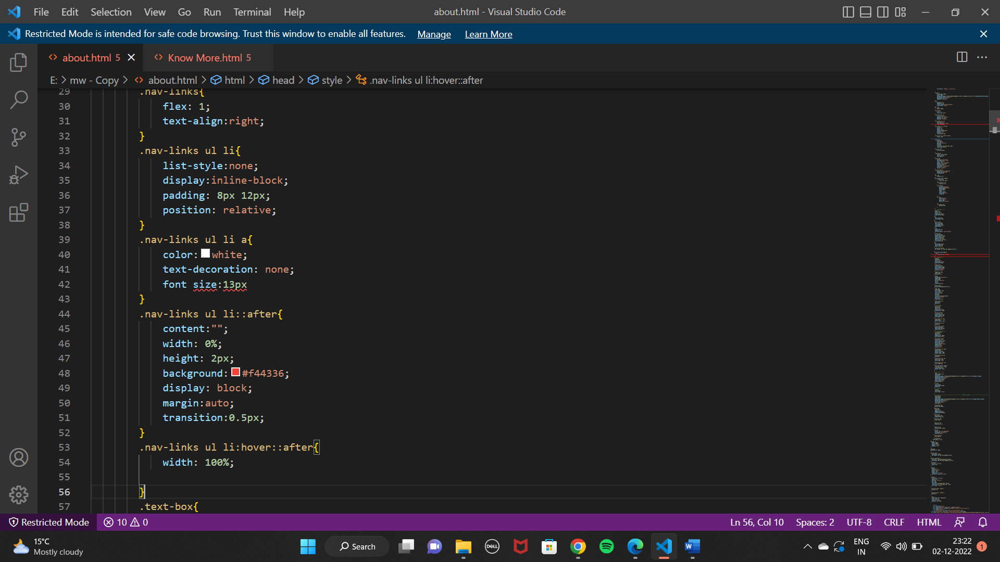 File Edit Selection View Go Run Terminal Help about.html - Visual Studio Code
Restricted Mode is intended for safe code browsing. Trust this window to enable all features. Manage Learn More
about.html 5 Know More.html 5
E: > mw - Copy > about.html > html > head > style > .nav-links ul li:hover::after
29 .nav-links{
30 flex: 1;
31 text-align:right;
32 }
33 .nav-links ul li{
34 list-style:none;
35 display:inline-block;
36 padding: 8px 12px;
37 position: relative;
38 }
39 .nav-links ul li a{
40 color:white;
41 text-decoration: none;
42 font size:13px
43 }
44 .nav-links ul li::after{
45 content:"";
46 width: 0%;
47 height: 2px;
48 background:#f44336;
49 display: block;
50 margin:auto;
51 transition:0.5px;
52 }
53 .nav-links ul li:hover::after{
54 width: 100%;
55
56 }
57 .text-box{
Restricted Mode 10 0 Ln 56, Col 10 Spaces: 2 UTF-8 CRLF HTML
15°C
Mostly cloudy
Search
DELL
W
ENG
IN
23:22
02-12-2022
1